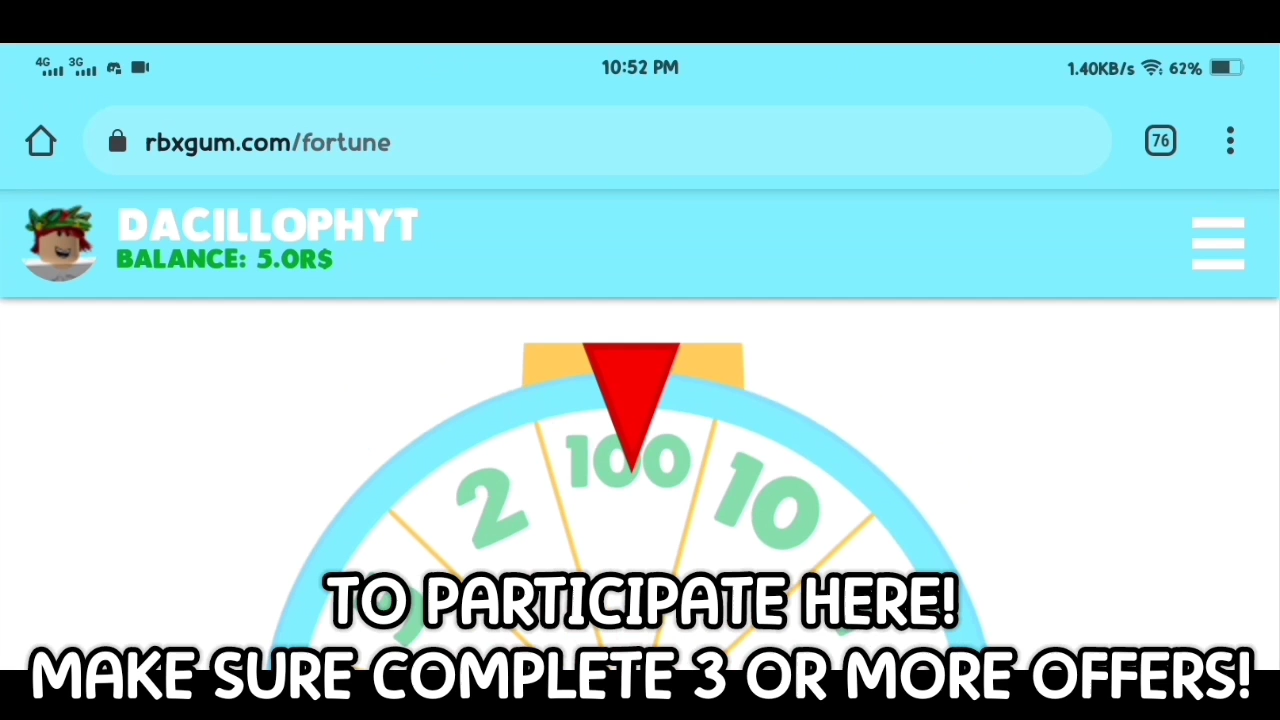 4G 3G 10:52 PM 1.40KB/s 62%
rbxgum.com/fortune 76
DACILLOPHYT
BALANCE: 5.0R$
2 100 10
TO PARTICIPATE HERE!
MAKE SURE COMPLETE 3 OR MORE OFFERS!